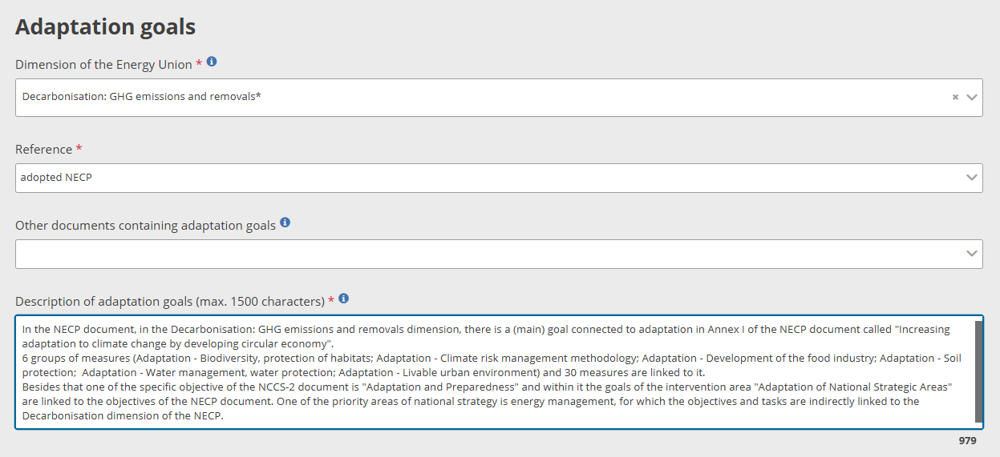 Adaptation goals
Dimension of the Energy Union *
Decarbonisation: GHG emissions and removals*
Reference *
adopted NECP
Other documents containing adaptation goals
Description of adaptation goals (max. 1500 characters) *
In the NECP document, in the Decarbonisation: GHG emissions and removals dimension, there is a (main) goal connected to adaptation in Annex I of the NECP document called "Increasing
adaptation to climate change by developing circular economy".
6 groups of measures (Adaptation - Biodiversity, protection of habitats; Adaptation - Climate risk management methodology; Adaptation - Development of the food industry; Adaptation - Soil
protection;  Adaptation - Water management, water protection; Adaptation - Livable urban environment) and 30 measures are linked to it.
Besides that one of the specific objective of the NCCS-2 document is "Adaptation and Preparedness" and within it the goals of the intervention area "Adaptation of National Strategic Areas"
are linked to the objectives of the NECP document. One of the priority areas of national strategy is energy management, for which the objectives and tasks are indirectly linked to the
Decarbonisation dimension of the NECP.
979